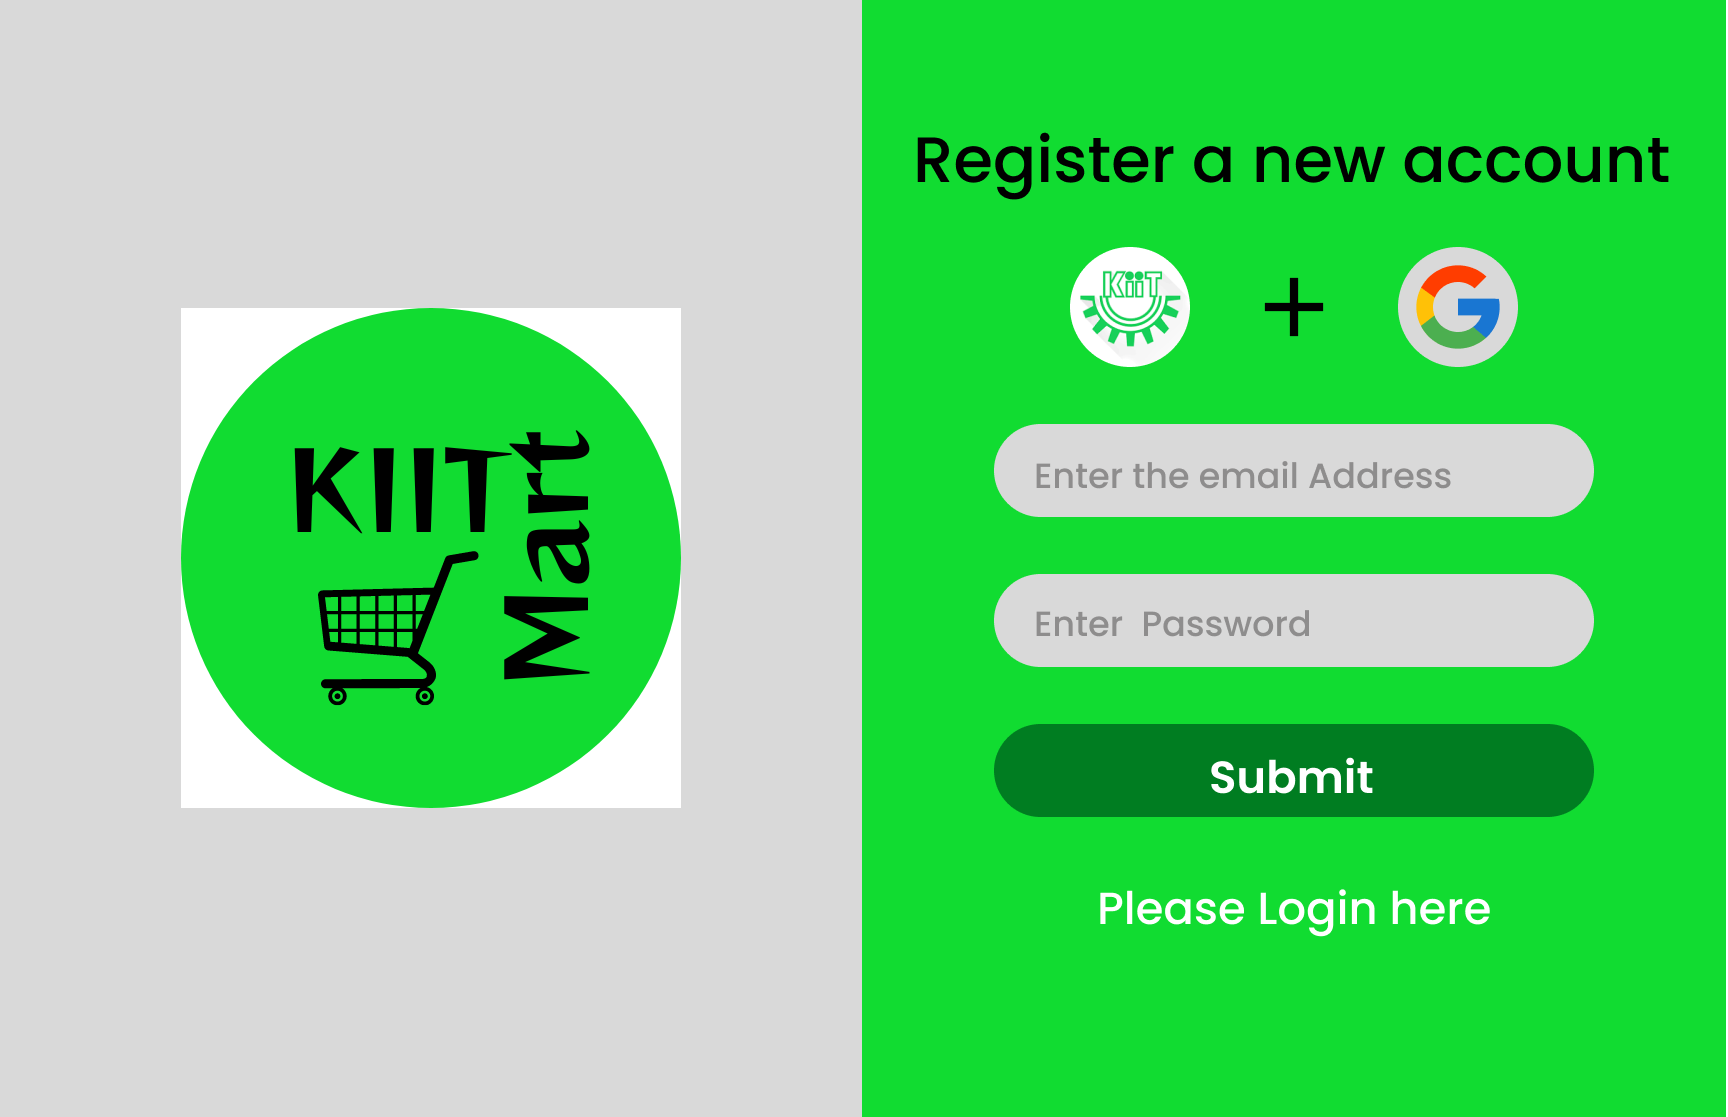 KIIT
Mart
Register a new account
KiiT
+
Enter the email Address
Enter  Password
Submit
Please Login here